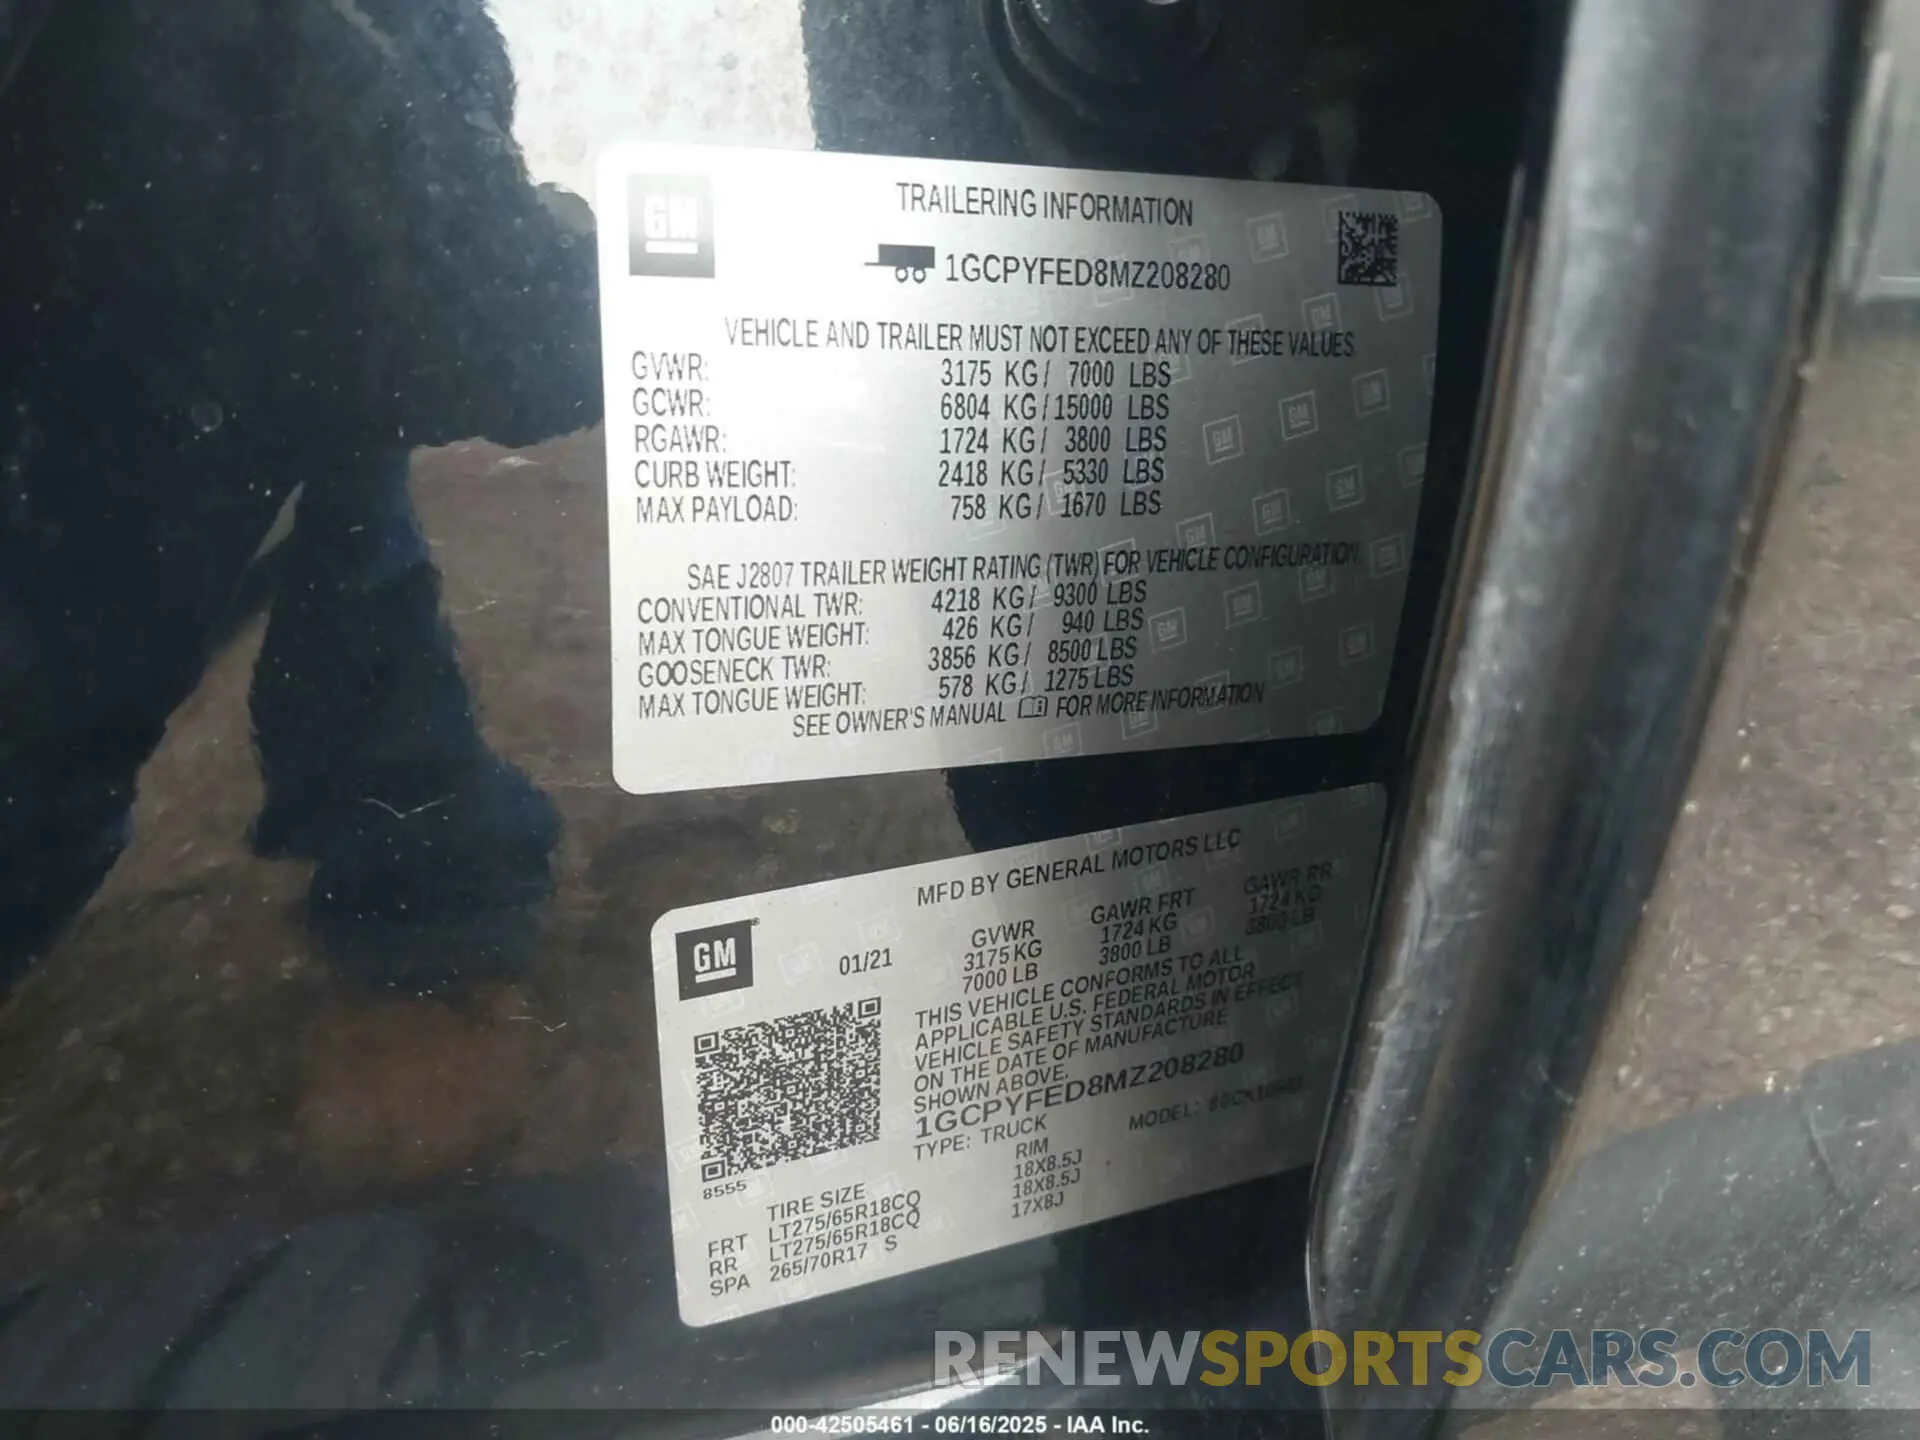 GM
TRAILERING INFORMATION
1GCPYFED8MZ208280
VEHICLE AND TRAILER MUST NOT EXCEED ANY OF THESE VALUES
GVWR: 3175 KG / 7000 LBS
GCWR: 6804 KG / 15000 LBS
RGAWR: 1724 KG / 3800 LBS
CURB WEIGHT: 2418 KG / 5330 LBS
MAX PAYLOAD: 758 KG / 1670 LBS
SAE J2807 TRAILER WEIGHT RATING (TWR) FOR VEHICLE CONFIGURATION
CONVENTIONAL TWR: 4218 KG / 9300 LBS
MAX TONGUE WEIGHT: 426 KG / 940 LBS
GOOSENECK TWR: 3856 KG / 8500 LBS
MAX TONGUE WEIGHT: 578 KG / 1275 LBS
SEE OWNER'S MANUAL FOR MORE INFORMATION
MFD BY GENERAL MOTORS LLC
GM®
01/21
GVWR GAWR FRT GAWR RR
3175 KG 1724 KG 1724 KG
7000 LB 3800 LB 3800 LB
THIS VEHICLE CONFORMS TO ALL
APPLICABLE U.S. FEDERAL MOTOR
VEHICLE SAFETY STANDARDS IN EFFECT
ON THE DATE OF MANUFACTURE
SHOWN ABOVE.
1GCPYFED8MZ208280
TYPE: TRUCK MODEL:
8555
TIRE SIZE RIM
FRT LT275/65R18CQ 18X8.5J
RR LT275/65R18CQ 18X8.5J
SPA 265/70R17 S 17X8J
RENEWSPORTSCARS.COM
000-42505461 - 06/16/2025 - IAA Inc.